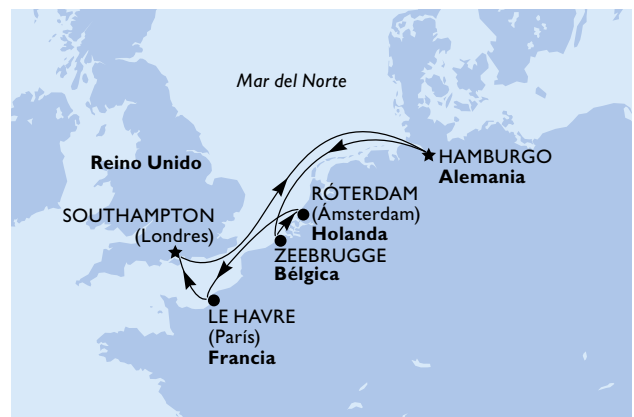 Mar del Norte
Reino Unido
HAMBURGO
Alemania
RÓTERDAM
(Ámsterdam)
Holanda
SOUTHAMPTON
(Londres)
ZEEBRUGGE
Bélgica
LE HAVRE
(París)
Francia